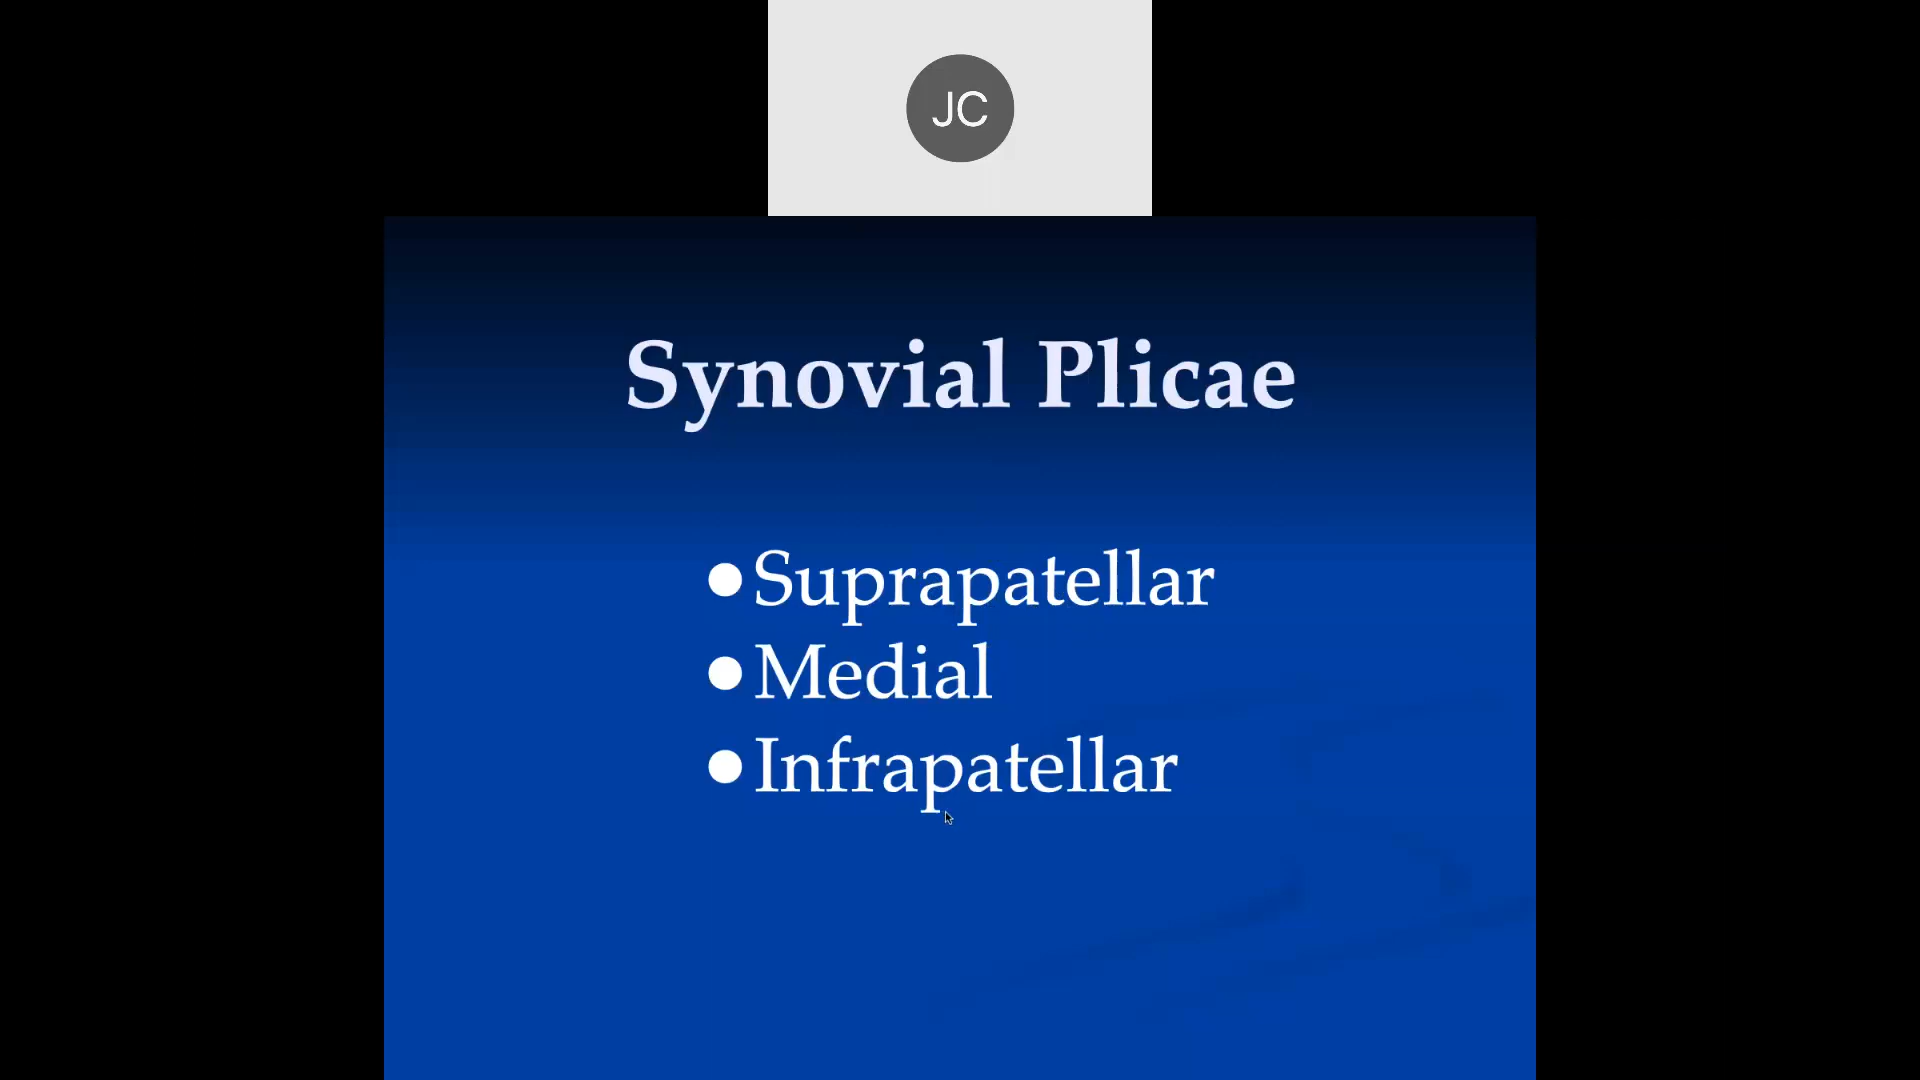 JC
Synovial Plicae
●Suprapatellar
●Medial
●Infrapatellar